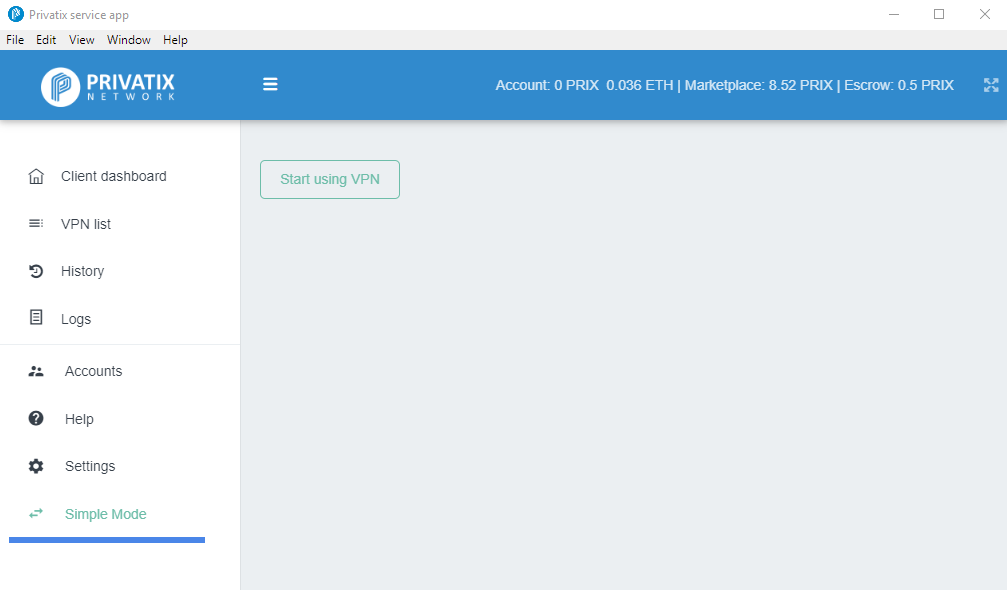 Privatix service app
File Edit View Window Help
PRIVATIX
NETWORK
Account: 0 PRIX 0.036 ETH | Marketplace: 8.52 PRIX | Escrow: 0.5 PRIX
Client dashboard
Start using VPN
VPN list
History
Logs
Accounts
Help
Settings
Simple Mode